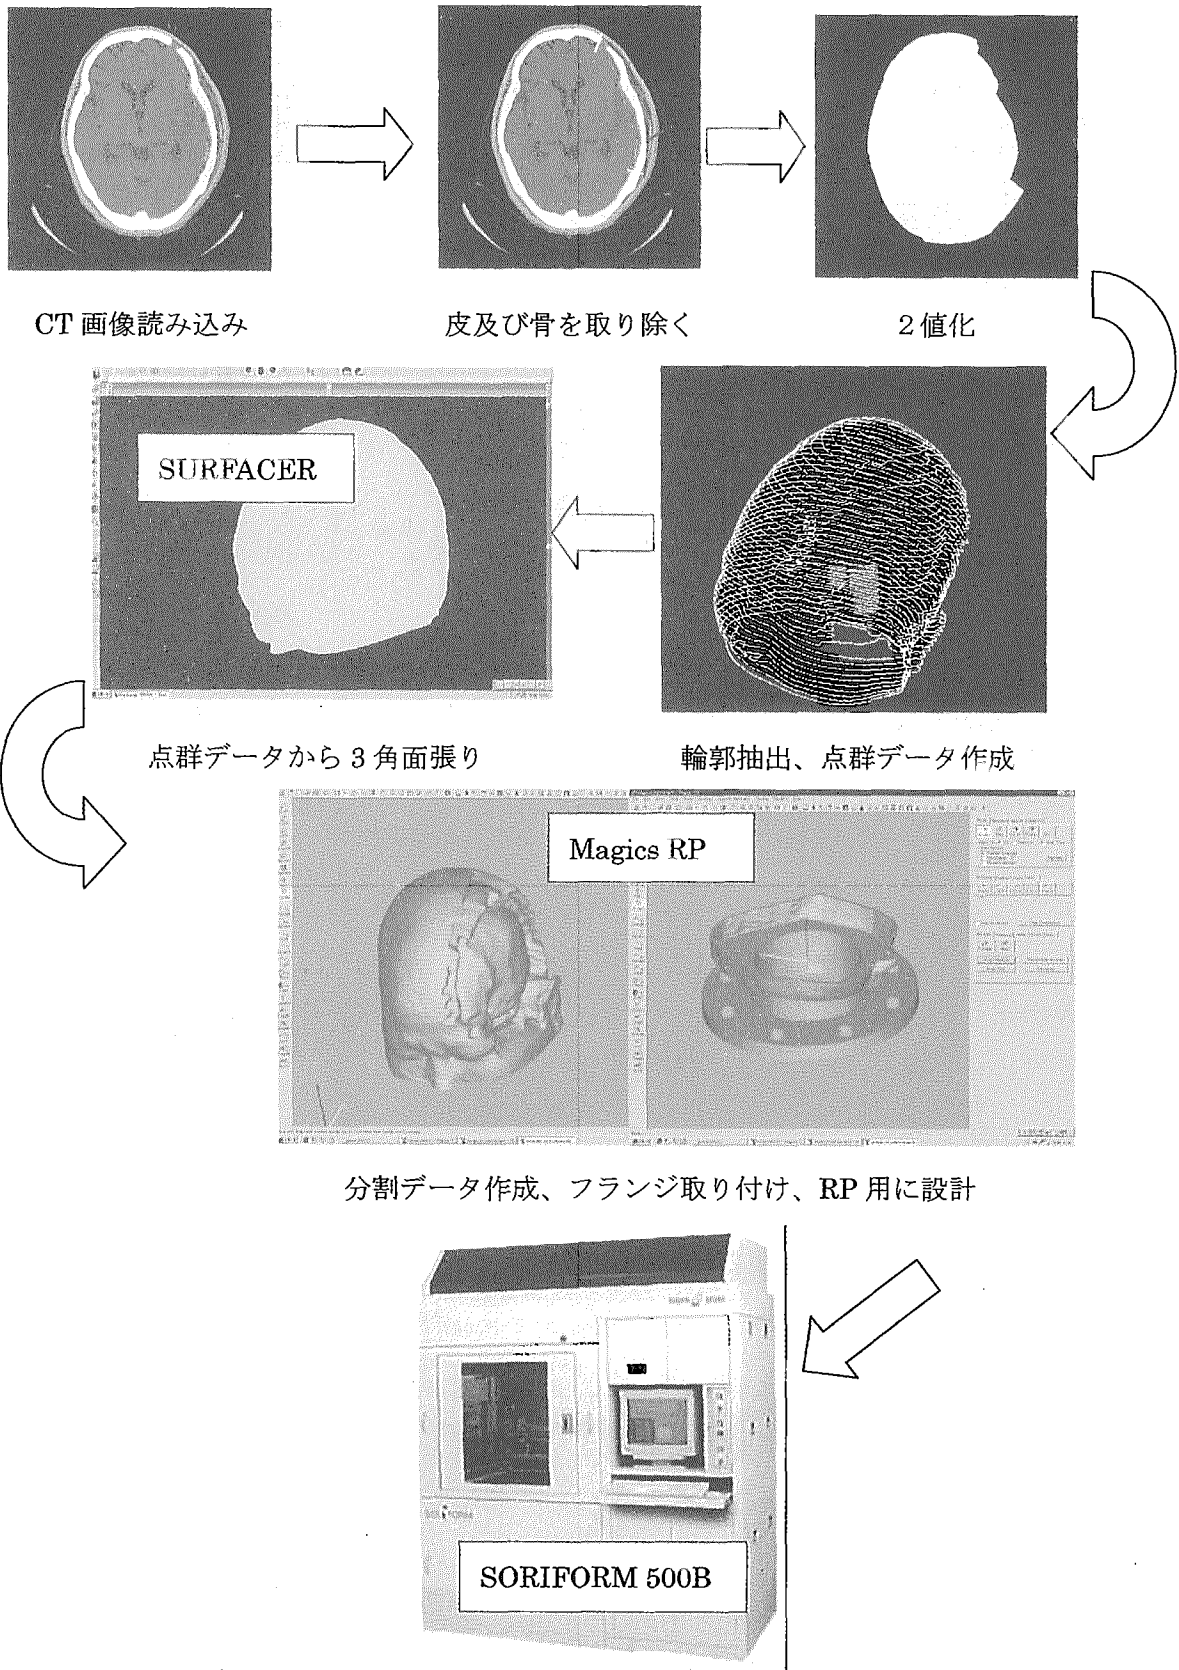 CT 画像読み込み
皮及び骨を取り除く
２値化
SURFACER
点群データから 3 角面張り
輪郭抽出、点群データ作成
Magics RP
分割データ作成、フランジ取り付け、RP 用に設計
SORIFORM 500B